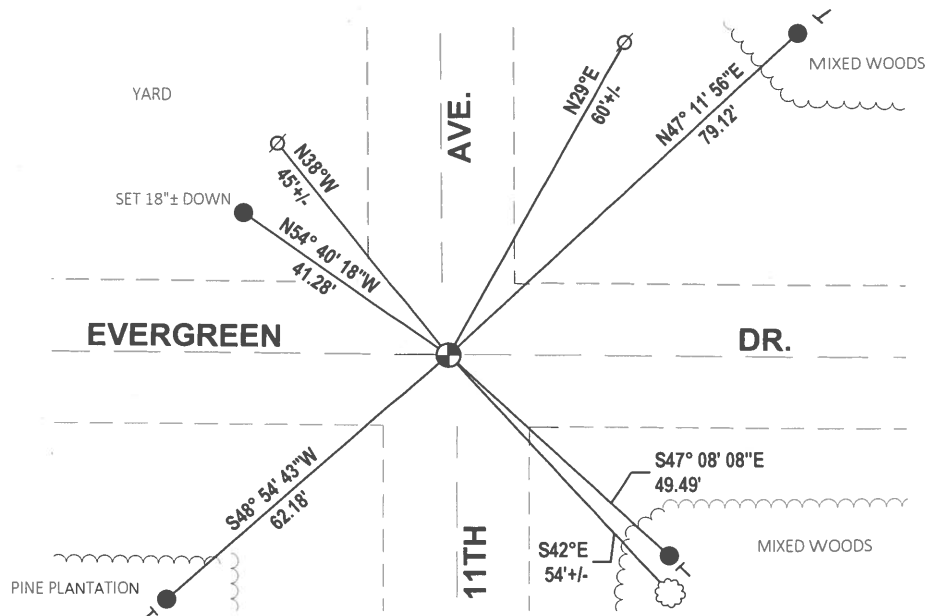 MIXED WOODS
YARD
AVE.
N29°E
60'+/-
N47° 11' 56"E
79.12'
N38°W
45'+/-
SET 18"± DOWN
N54° 40' 18"W
41.28'
EVERGREEN
DR.
S48° 54' 43"W
62.18'
S47° 08' 08"E
49.49'
11TH
S42°E
54'+/-
MIXED WOODS
PINE PLANTATION